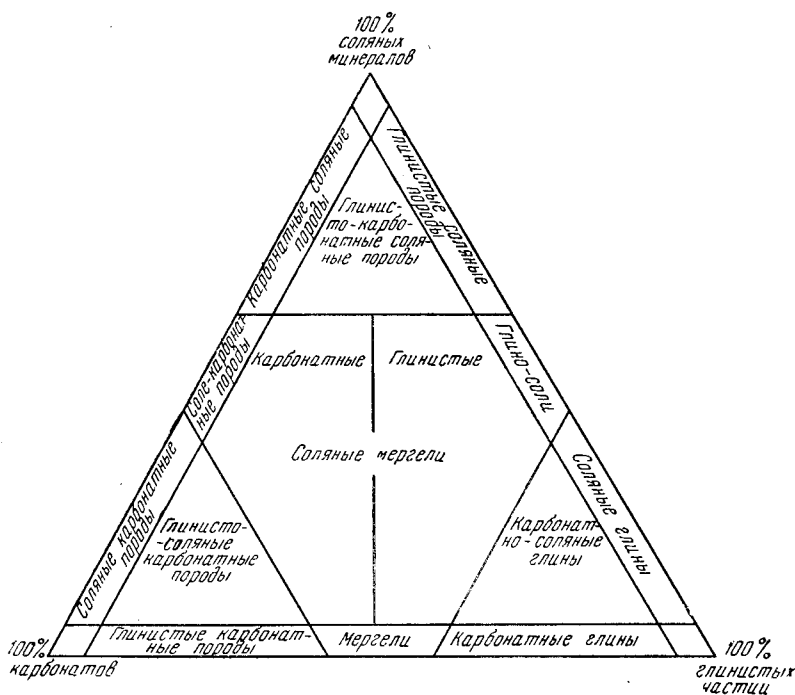 100%
соляных
минералов
Карбонатные соляные
породы
Глинистые соляные
породы
Глинис-
то-карбо-
натные соля-
ные породы
Соле-карбонат-
ные породы
Карбонатные
Глинистые
Глино-соли
Соляные мергели
Соляные карбонатные
породы
Глинисто-
-соляные
карбонатные
породы
Карбонат-
но-соляные
глины
Соляные глины
100%
карбонатов
Глинистые карбонат-
ные породы
Мергели
Карбонатные глины
100%
глинистых
частии